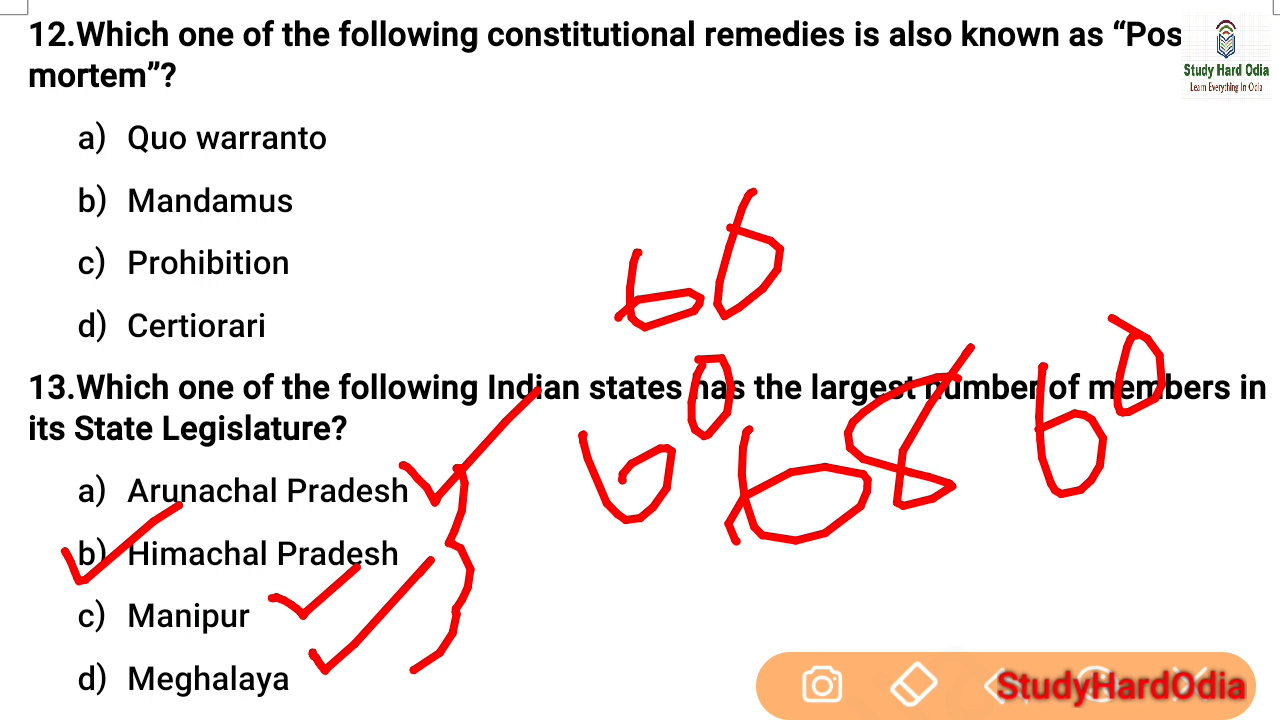 12.Which one of the following constitutional remedies is also known as “Pos
mortem”?
Study Hard Odia
Learn Everything In Odia
a) Quo warranto
b) Mandamus
c) Prohibition
d) Certiorari
66
13.Which one of the following Indian states has the largest number of members in
its State Legislature?
60
68
60
a) Arunachal Pradesh
b) Himachal Pradesh
c) Manipur
d) Meghalaya
StudyHardOdia